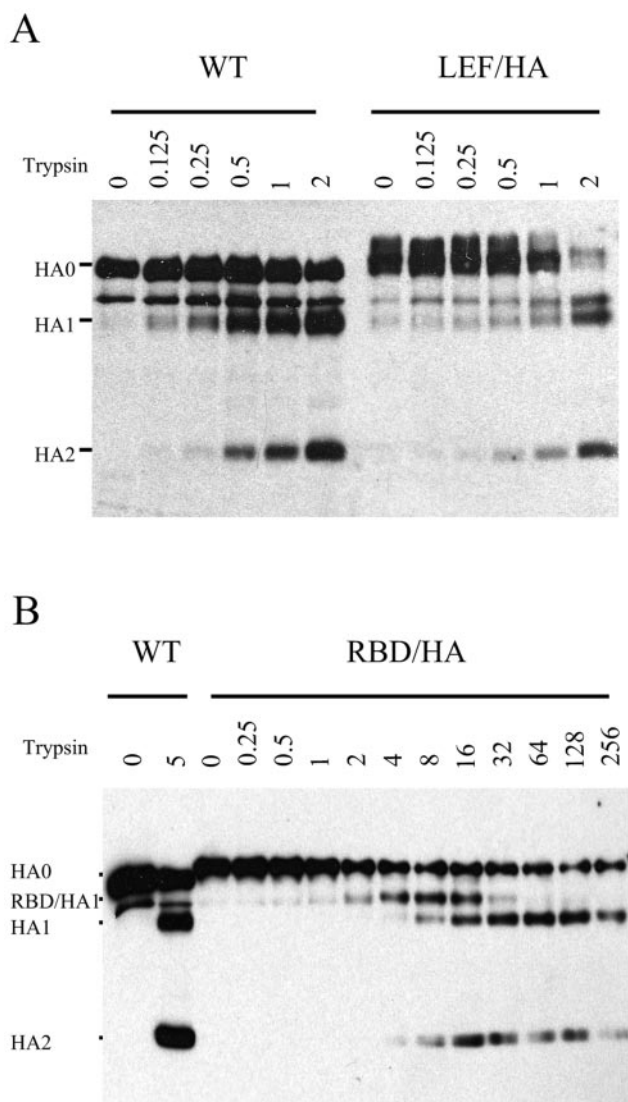 A
WT LEF/HA
Trypsin 0 0.125 0.25 0.5 1 2 0 0.125 0.25 0.5 1 2
HA0
HA1
HA2
B
WT RBD/HA
Trypsin 0 5 0 0.25 0.5 1 2 4 8 16 32 64 128 256
HA0
RBD/HA1
HA1
HA2